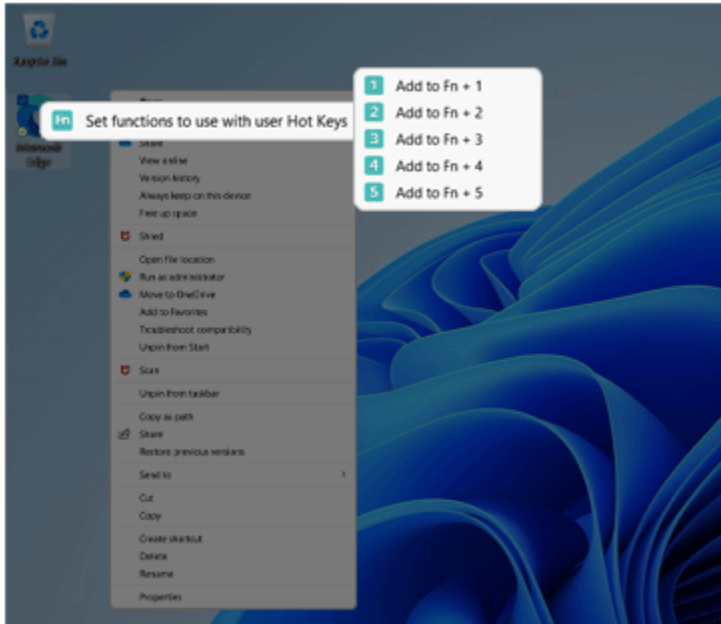 Recycle Bin
Microsoft
Edge
Open
Fn Set functions to use with user Hot Keys
1 Add to Fn + 1
2 Add to Fn + 2
3 Add to Fn + 3
4 Add to Fn + 4
5 Add to Fn + 5
Share
View online
Version history
Always keep on this device
Free up space
Shred
Open file location
Run as administrator
Move to OneDrive
Add to Favorites
Troubleshoot compatibility
Unpin from Start
Scan
Unpin from taskbar
Copy as path
Share
Restore previous versions
Send to
Cut
Copy
Create shortcut
Delete
Rename
Properties